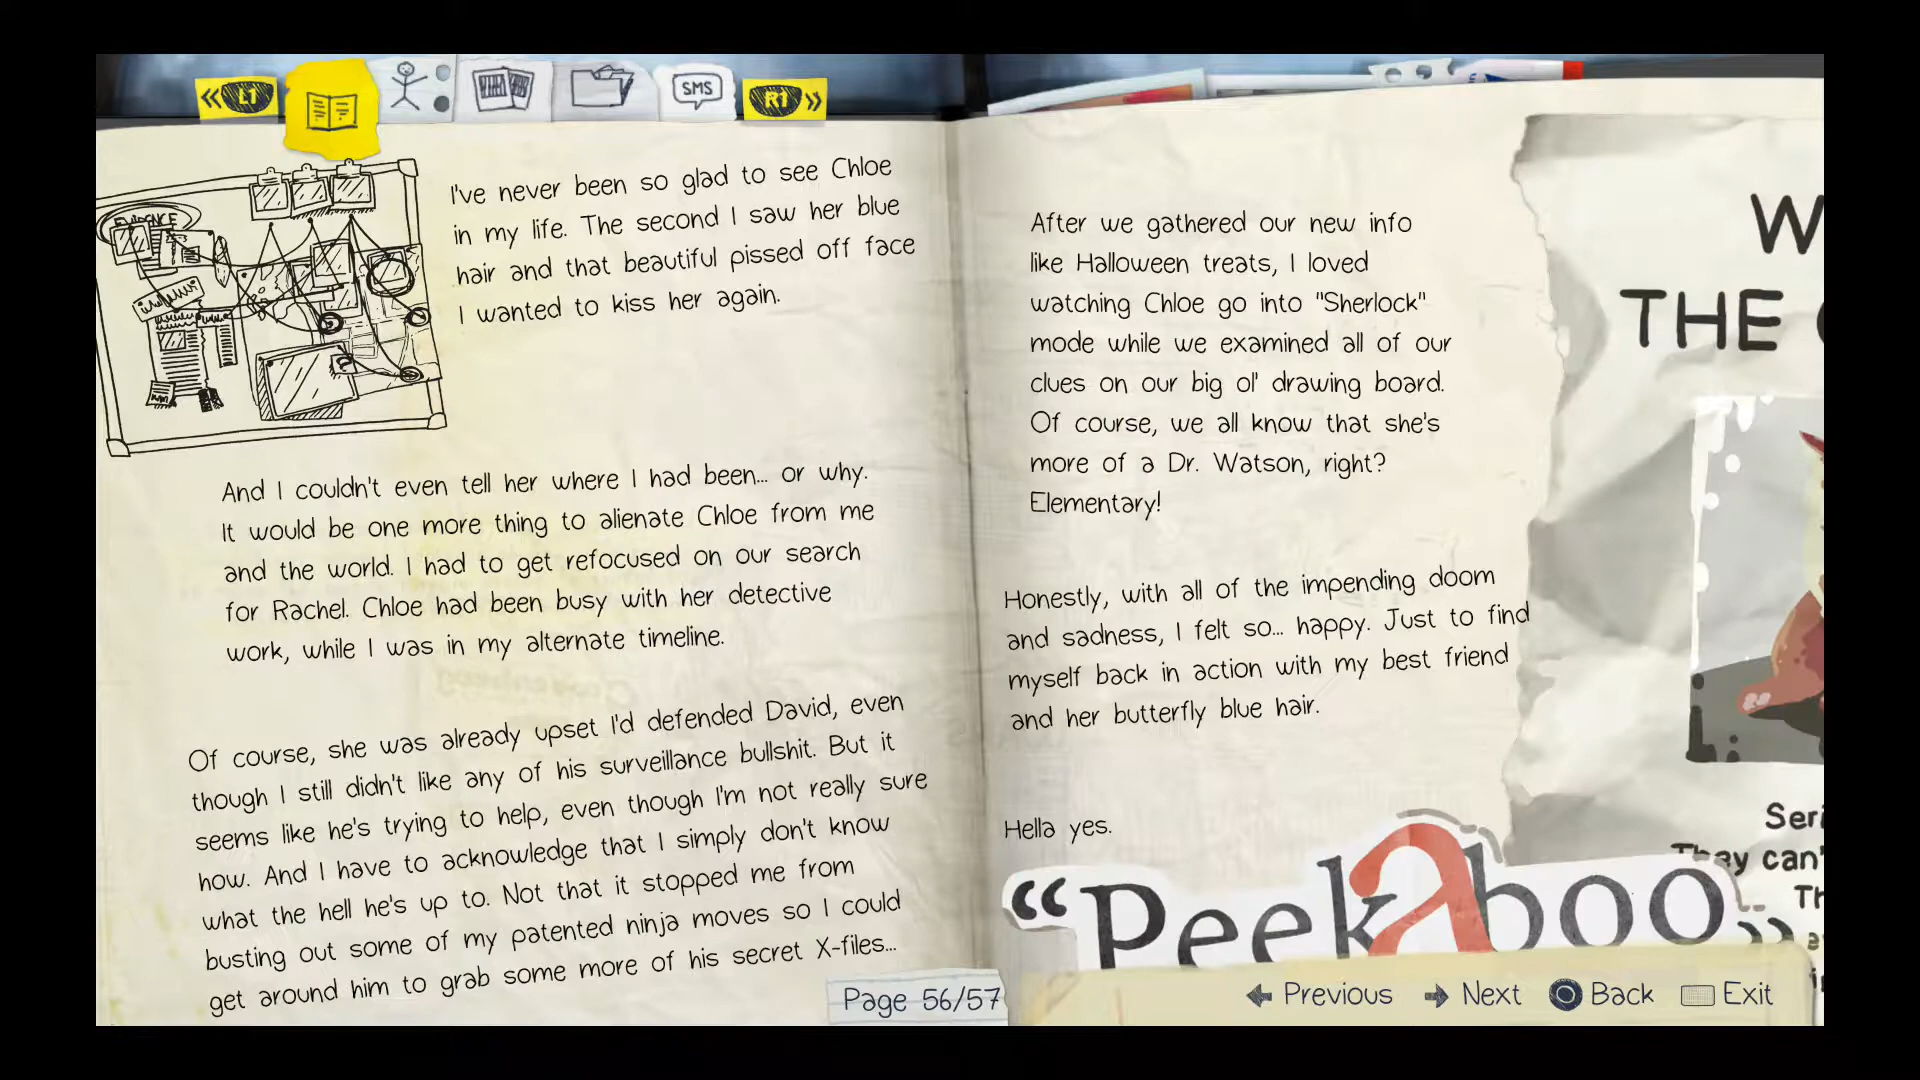 L1
SMS
R1
EVIDENCE
I've never been so glad to see Chloe
in my life. The second I saw her blue
hair and that beautiful pissed off face
I wanted to kiss her again.
And I couldn't even tell her where I had been... or why.
It would be one more thing to alienate Chloe from me
and the world. I had to get refocused on our search
for Rachel. Chloe had been busy with her detective
work, while I was in my alternate timeline.
Of course, she was already upset I'd defended David, even
though I still didn't like any of his surveillance bullshit. But it
seems like he's trying to help, even though I'm not really sure
how. And I have to acknowledge that I simply don't know
what the hell he's up to. Not that it stopped me from
busting out some of my patented ninja moves so I could
get around him to grab some more of his secret X-files...
After we gathered our new info
like Halloween treats, I loved
watching Chloe go into "Sherlock"
mode while we examined all of our
clues on our big ol' drawing board.
Of course, we all know that she's
more of a Dr. Watson, right?
Elementary!
Honestly, with all of the impending doom
and sadness, I felt so... happy. Just to find
myself back in action with my best friend
and her butterfly blue hair.
Hella yes.
W
THE
Seri
They can'
Th
“Peekaboo”
Page 56/57
Previous Next Back Exit